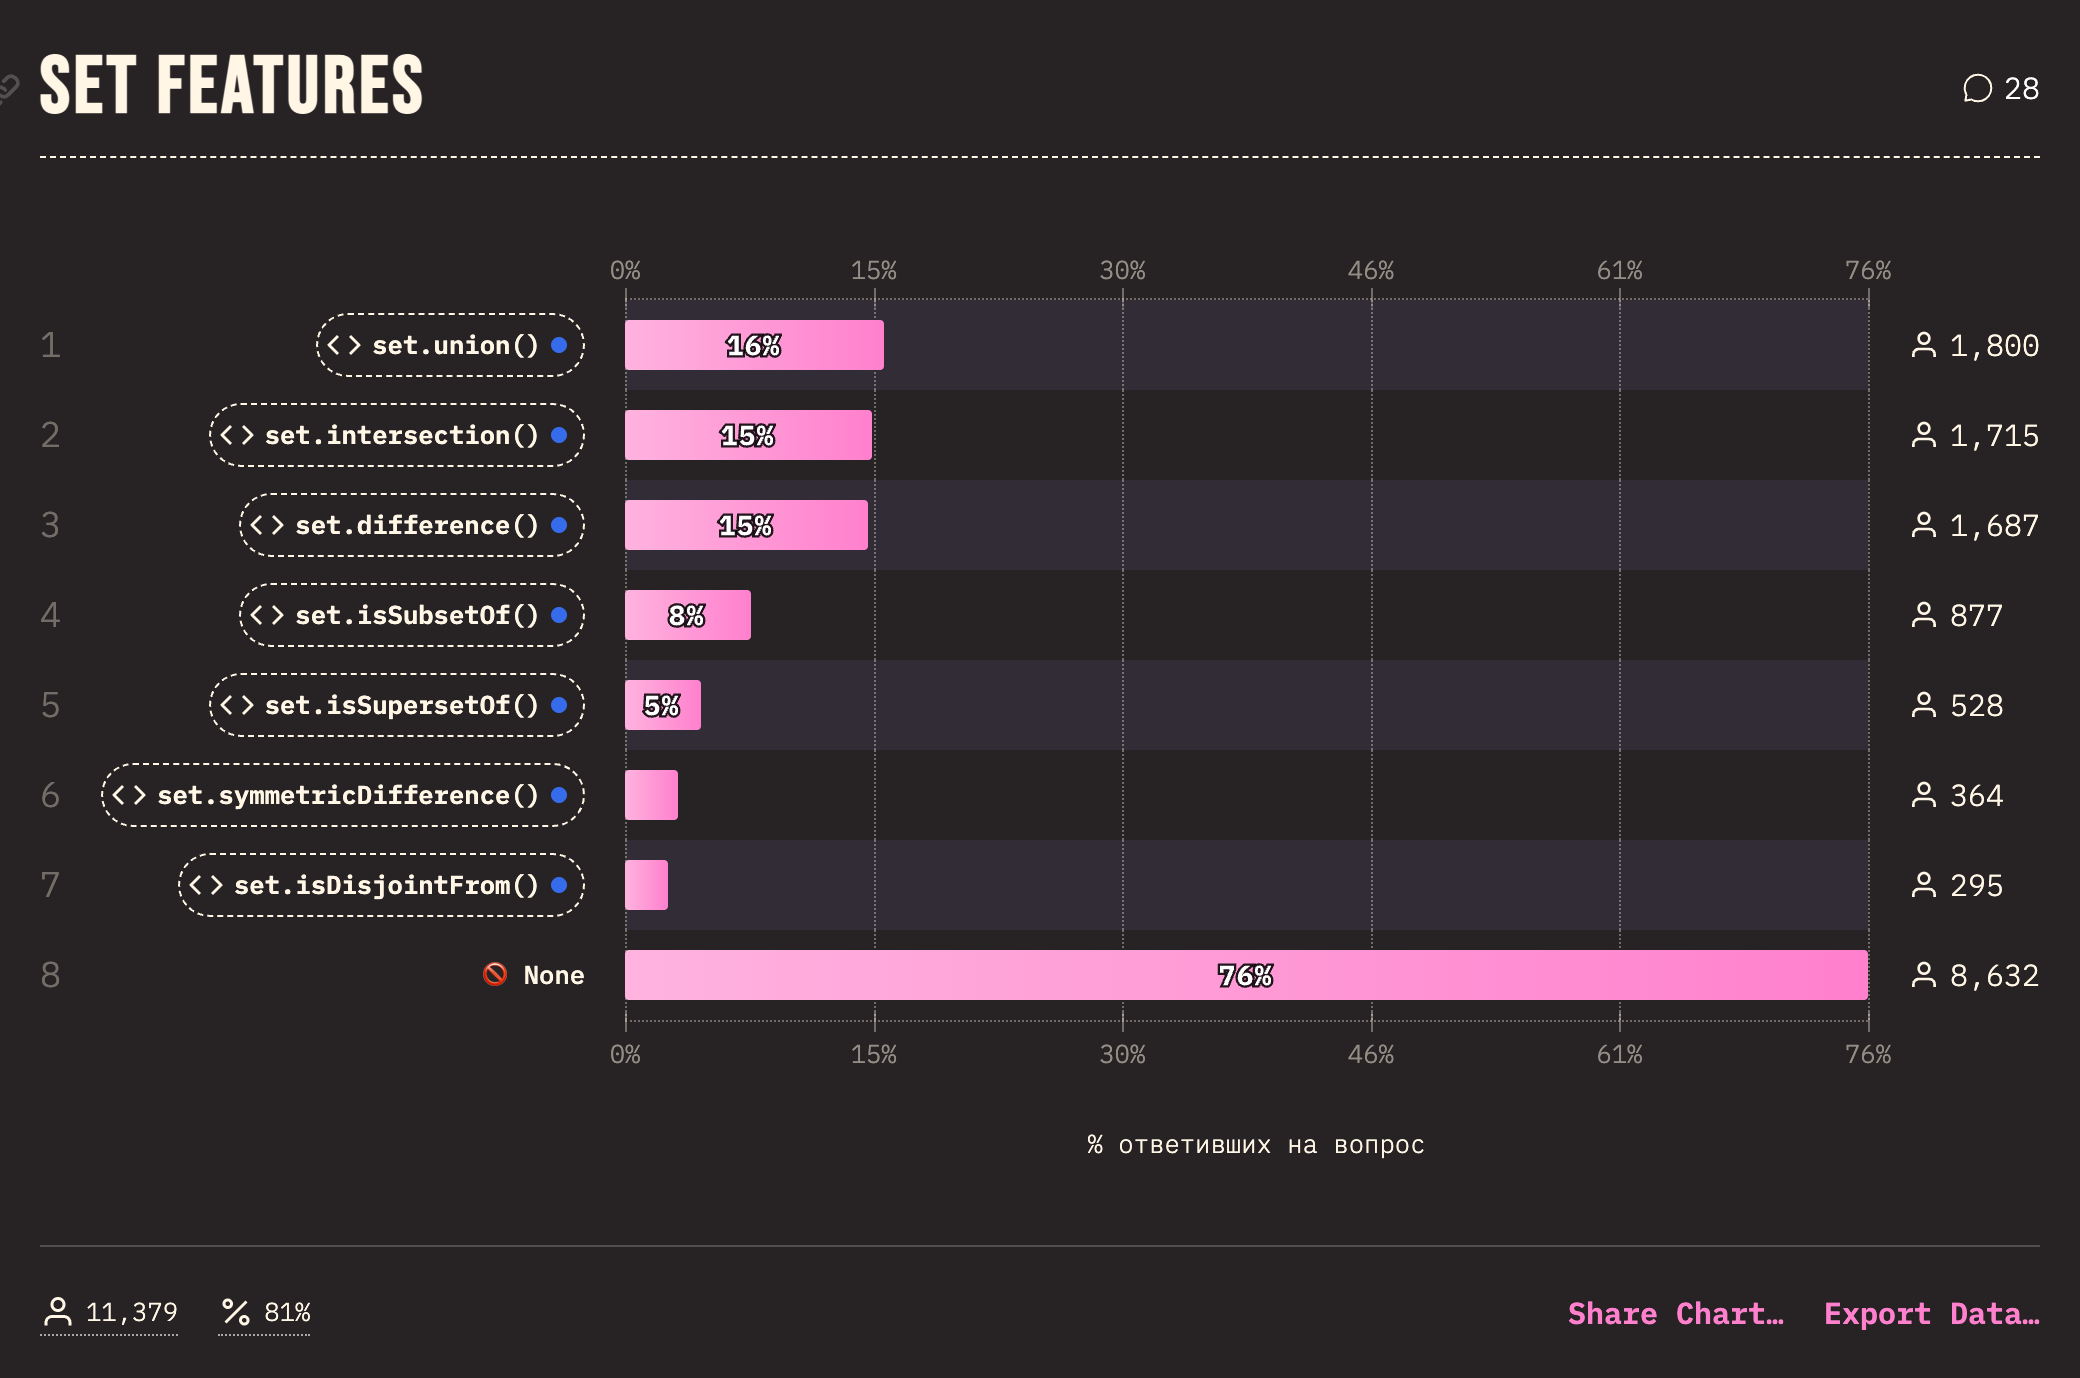 SET FEATURES
28
0% 15% 30% 46% 61% 76%
1 <> set.union() 16% 1,800
2 <> set.intersection() 15% 1,715
3 <> set.difference() 15% 1,687
4 <> set.isSubsetOf() 8% 877
5 <> set.isSupersetOf() 5% 528
6 <> set.symmetricDifference() 364
7 <> set.isDisjointFrom() 295
8 None 76% 8,632
0% 15% 30% 46% 61% 76%
% ответивших на вопрос
11,379 % 81% Share Chart… Export Data…